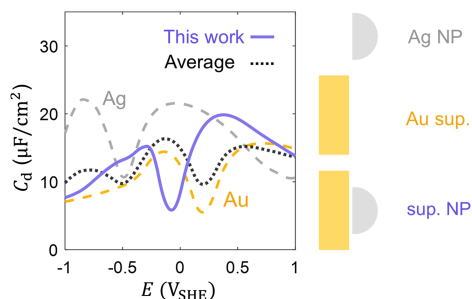 This work
Average
Ag
Au
C_d (μF/cm²)
30
20
10
0
-1
-0.5
0
0.5
1
E (V_SHE)
Ag NP
Au sup.
sup. NP